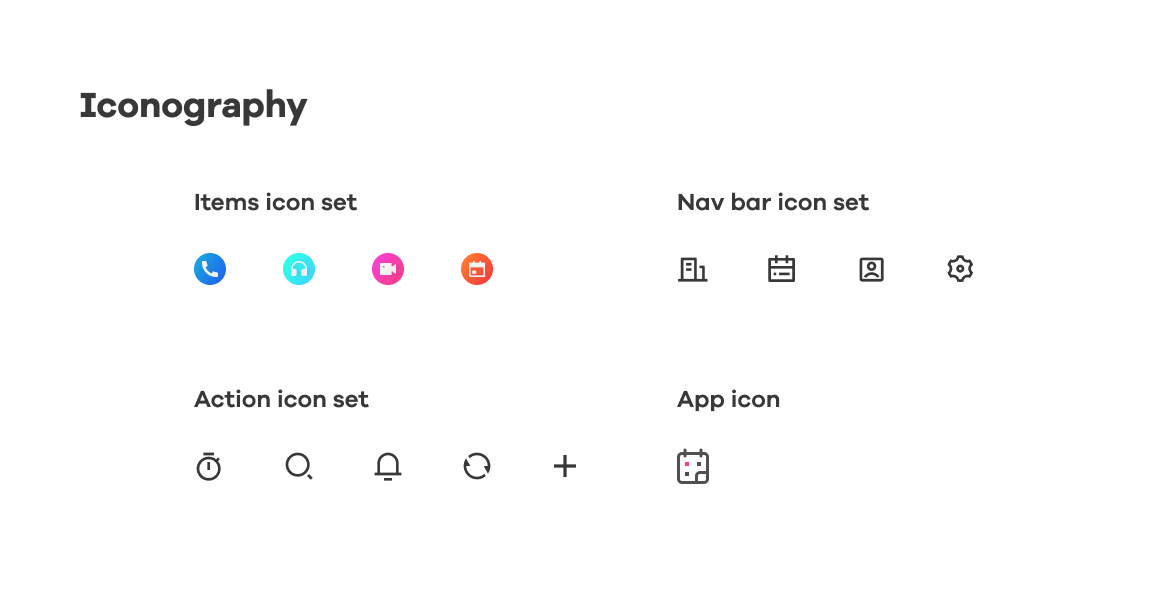 Iconography
Items icon set
Nav bar icon set
Action icon set
App icon